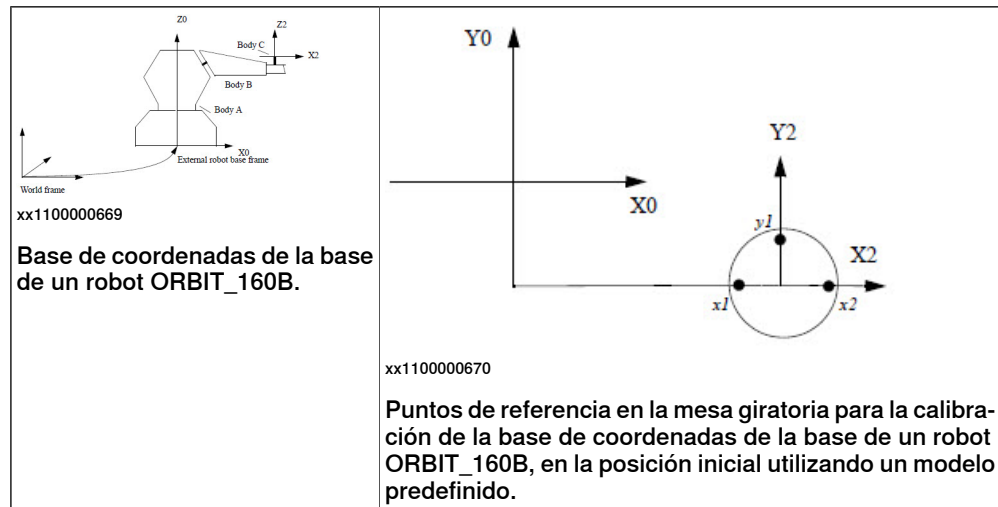 Z0
Z2
Body C
X2
Body B
Body A
X0
External robot base frame
World frame
xx1100000669
Base de coordenadas de la base
de un robot ORBIT_160B.
Y0
X0
Y2
y1
X2
x1
x2
xx1100000670
Puntos de referencia en la mesa giratoria para la calibra-
ción de la base de coordenadas de la base de un robot
ORBIT_160B, en la posición inicial utilizando un modelo
predefinido.